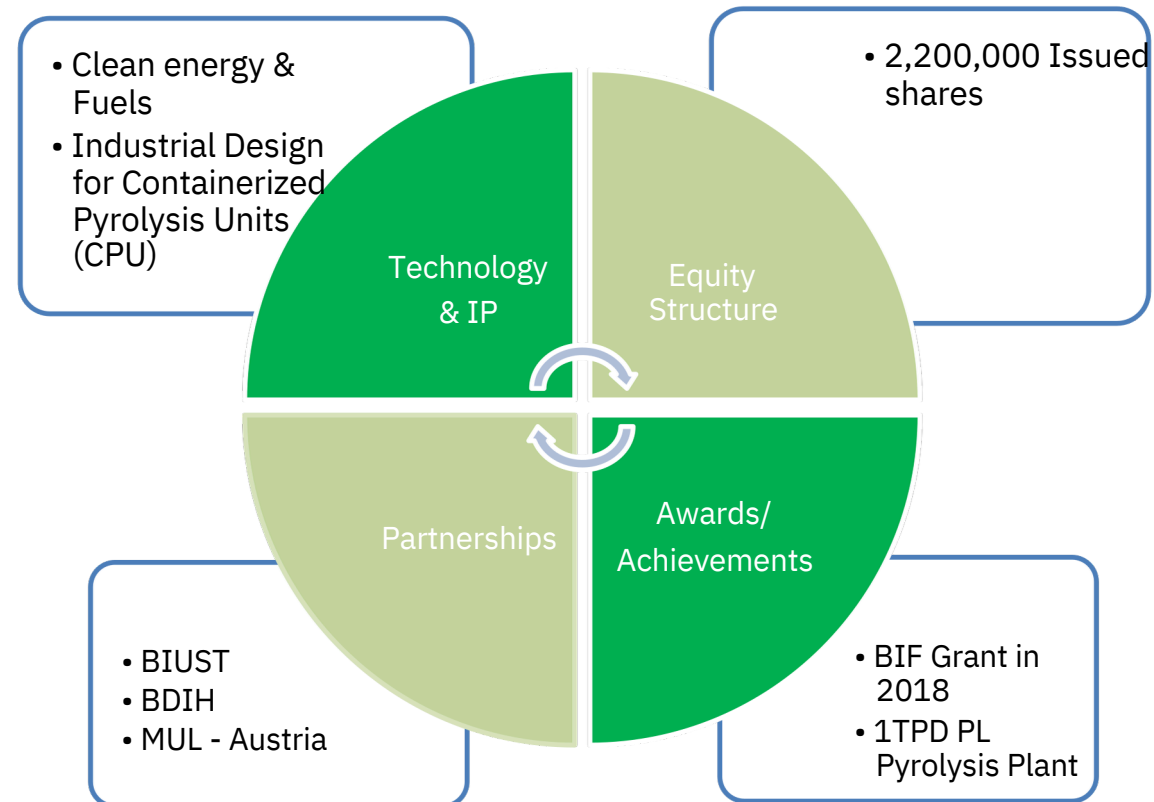 • Clean energy &
Fuels
• Industrial Design
for Containerized
Pyrolysis Units
(CPU)
• 2,200,000 Issued
shares
Technology
& IP
Equity
Structure
Partnerships
Awards/
Achievements
• BIUST
• BDIH
• MUL - Austria
• BIF Grant in
2018
• 1TPD PL
Pyrolysis Plant